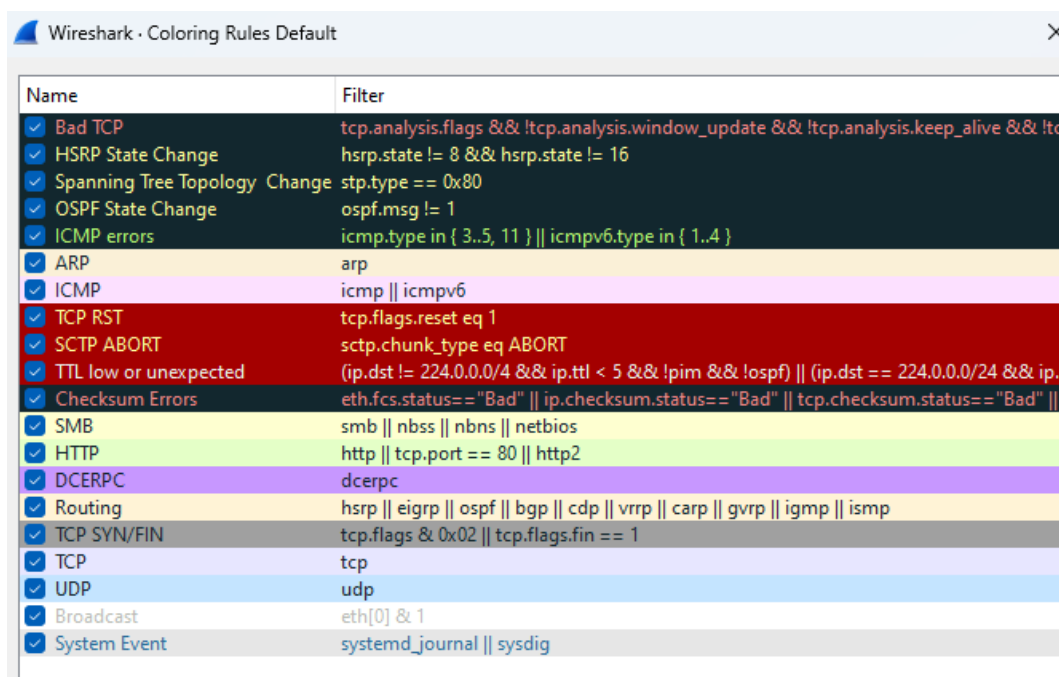 Wireshark · Coloring Rules Default
Name Filter
Bad TCP tcp.analysis.flags && !tcp.analysis.window_update && !tcp.analysis.keep_alive && !tc
HSRP State Change hsrp.state != 8 && hsrp.state != 16
Spanning Tree Topology  Change stp.type == 0x80
OSPF State Change ospf.msg != 1
ICMP errors icmp.type in { 3..5, 11 } || icmpv6.type in { 1..4 }
ARP arp
ICMP icmp || icmpv6
TCP RST tcp.flags.reset eq 1
SCTP ABORT sctp.chunk_type eq ABORT
TTL low or unexpected (ip.dst != 224.0.0.0/4 && ip.ttl < 5 && !pim && !ospf) || (ip.dst == 224.0.0.0/24 && ip.
Checksum Errors eth.fcs.status=="Bad" || ip.checksum.status=="Bad" || tcp.checksum.status=="Bad" ||
SMB smb || nbss || nbns || netbios
HTTP http || tcp.port == 80 || http2
DCERPC dcerpc
Routing hsrp || eigrp || ospf || bgp || cdp || vrrp || carp || gvrp || igmp || ismp
TCP SYN/FIN tcp.flags & 0x02 || tcp.flags.fin == 1
TCP tcp
UDP udp
Broadcast eth[0] & 1
System Event systemd_journal || sysdig